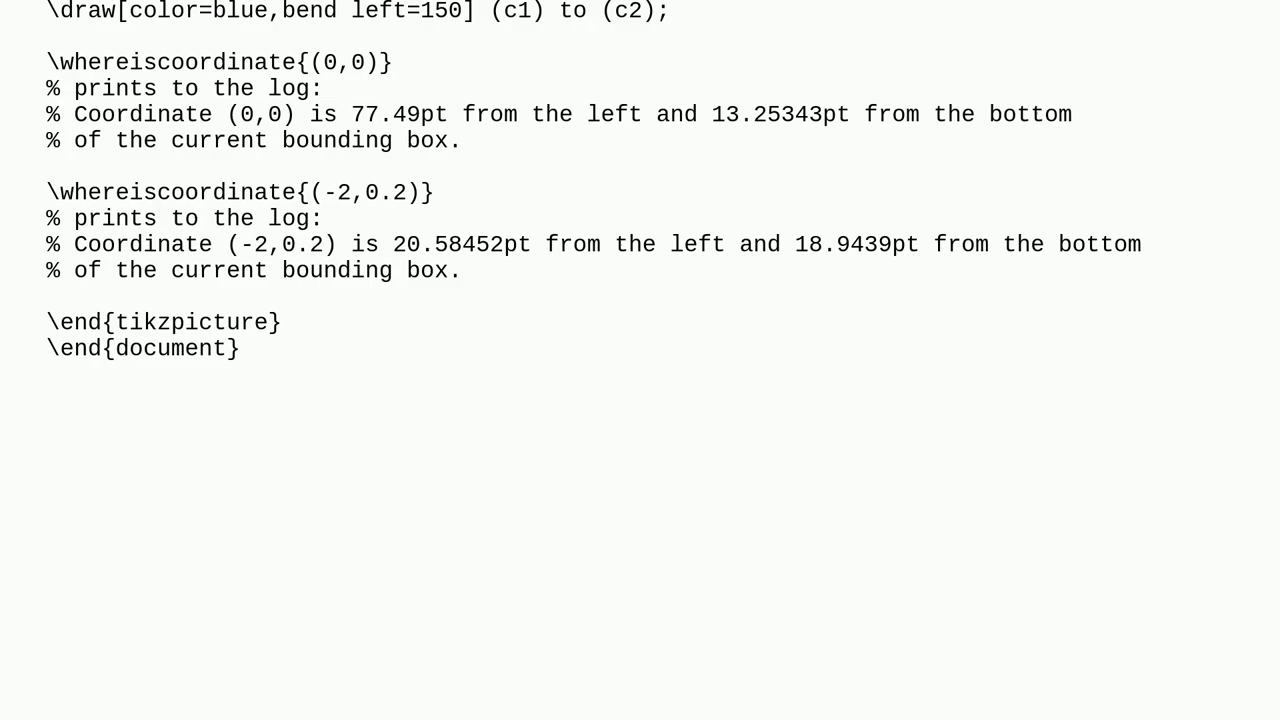 \draw[color=blue,bend left=150] (c1) to (c2);
\whereiscoordinate{(0,0)}
% prints to the log:
% Coordinate (0,0) is 77.49pt from the left and 13.25343pt from the bottom
% of the current bounding box.
\whereiscoordinate{(-2,0.2)}
% prints to the log:
% Coordinate (-2,0.2) is 20.58452pt from the left and 18.9439pt from the bottom
% of the current bounding box.
\end{tikzpicture}
\end{document}